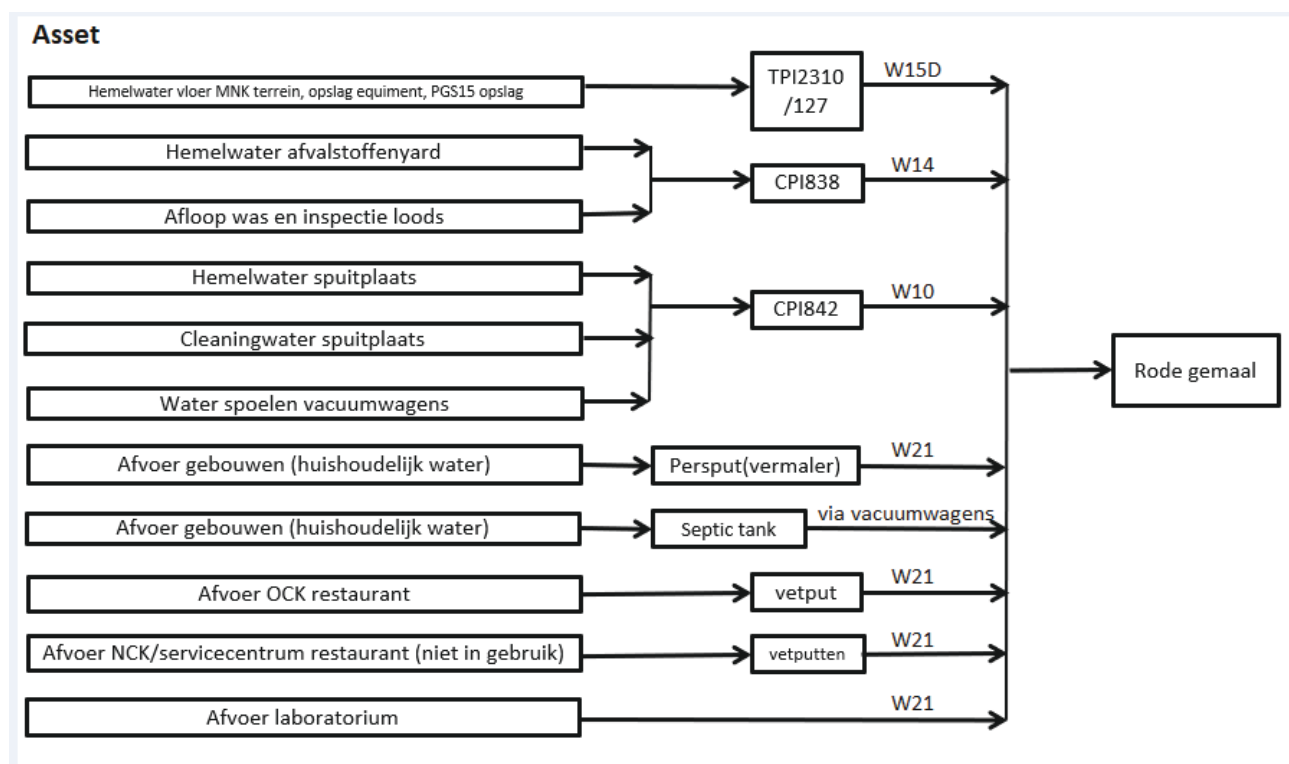 Asset
Hemelwater vloer MNK terrein, opslag equiment, PGS15 opslag
TPI2310
/127
W15D
Hemelwater afvalstoffenyard
Afloop was en inspectie loods
CPI838
W14
Hemelwater spuitplaats
Cleaningwater spuitplaats
Water spoelen vacuumwagens
CPI842
W10
Rode gemaal
Afvoer gebouwen (huishoudelijk water)
Persput(vermaler)
W21
Afvoer gebouwen (huishoudelijk water)
Septic tank
via vacuumwagens
Afvoer OCK restaurant
vetput
W21
Afvoer NCK/servicecentrum restaurant (niet in gebruik)
vetputten
W21
Afvoer laboratorium
W21